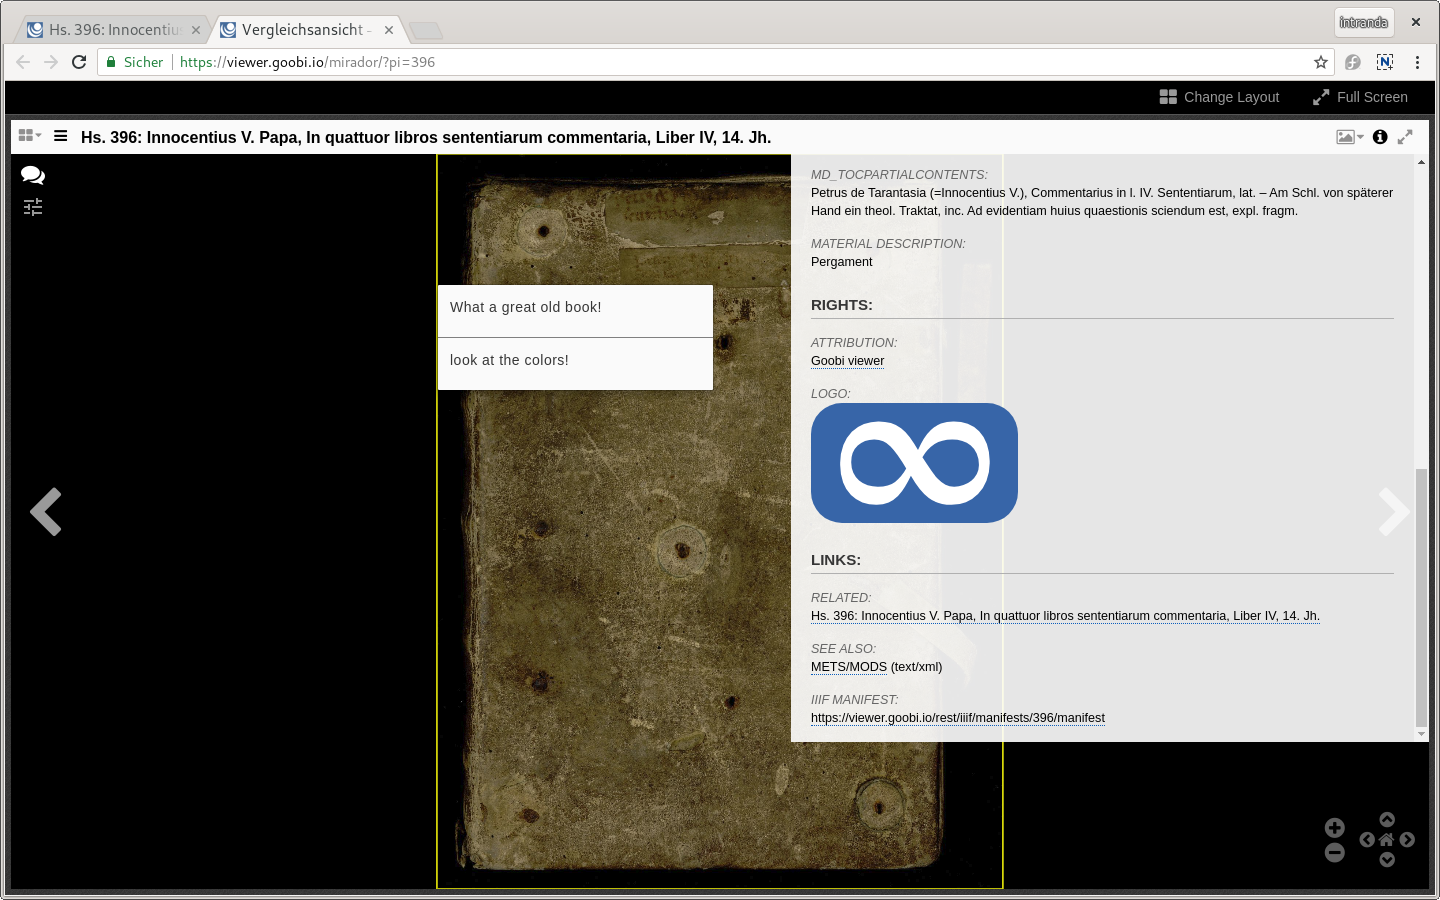 Hs. 396: Innocentiu
Vergleichsansicht -
intranda
Sicher
https://viewer.goobi.io/mirador/?pi=396
Change Layout
Full Screen
Hs. 396: Innocentius V. Papa, In quattuor libros sententiarum commentaria, Liber IV, 14. Jh.
What a great old book!
look at the colors!
MD_TOCPARTIALCONTENTS:
Petrus de Tarantasia (=Innocentius V.), Commentarius in l. IV. Sententiarum, lat. – Am Schl. von späterer
Hand ein theol. Traktat, inc. Ad evidentiam huius quaestionis sciendum est, expl. fragm.
MATERIAL DESCRIPTION:
Pergament
RIGHTS:
ATTRIBUTION:
Goobi viewer
LOGO:
LINKS:
RELATED:
Hs. 396: Innocentius V. Papa, In quattuor libros sententiarum commentaria, Liber IV, 14. Jh.
SEE ALSO:
METS/MODS (text/xml)
IIIF MANIFEST:
https://viewer.goobi.io/rest/iiif/manifests/396/manifest